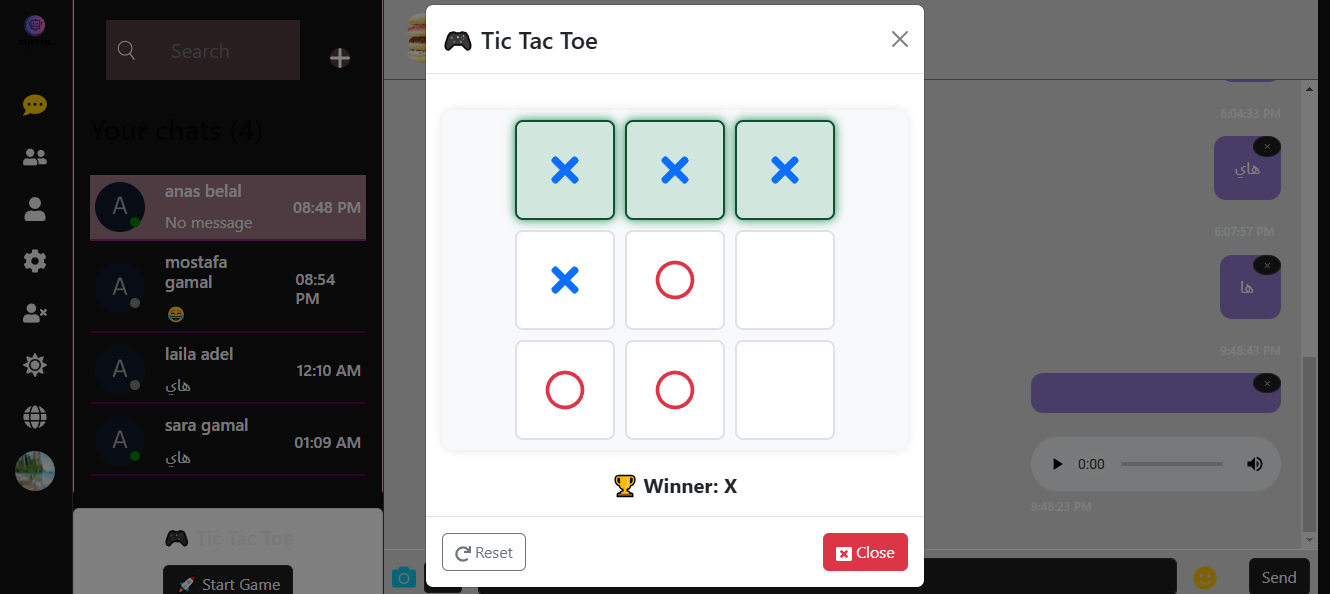 Search
Your chats (4)
A
anas belal
No message
08:48 PM
A
mostafa
gamal
😂
08:54
PM
A
laila adel
هاي
12:10 AM
A
sara gamal
هاي
01:09 AM
🎮 Tic Tac Toe
🚀 Start Game
🎮 Tic Tac Toe
🏆 Winner: X
Reset
Close
6:04:33 PM
هاي
6:07:57 PM
ها
9:48:43 PM
0:00
8:48:23 PM
Send